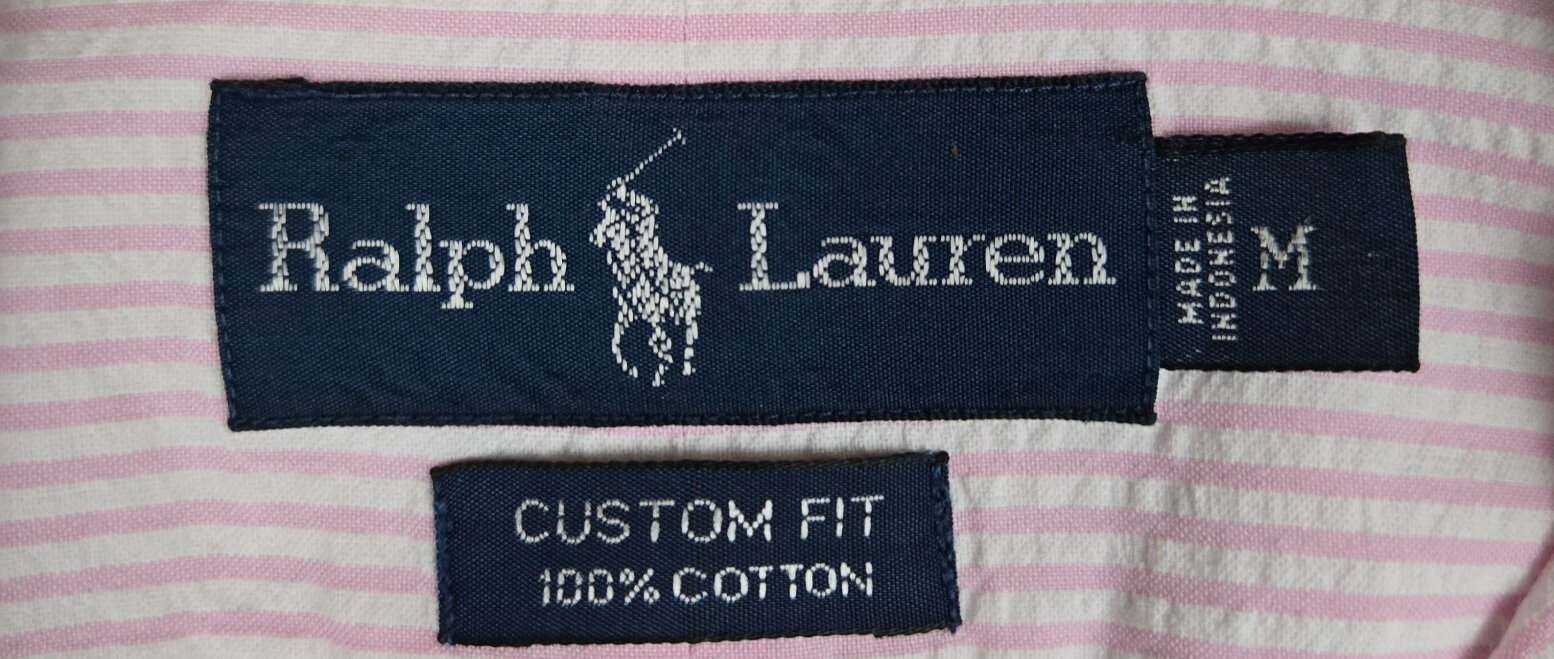 Ralph Lauren
MADE IN
INDONESIA
M
CUSTOM FIT
100% COTTON